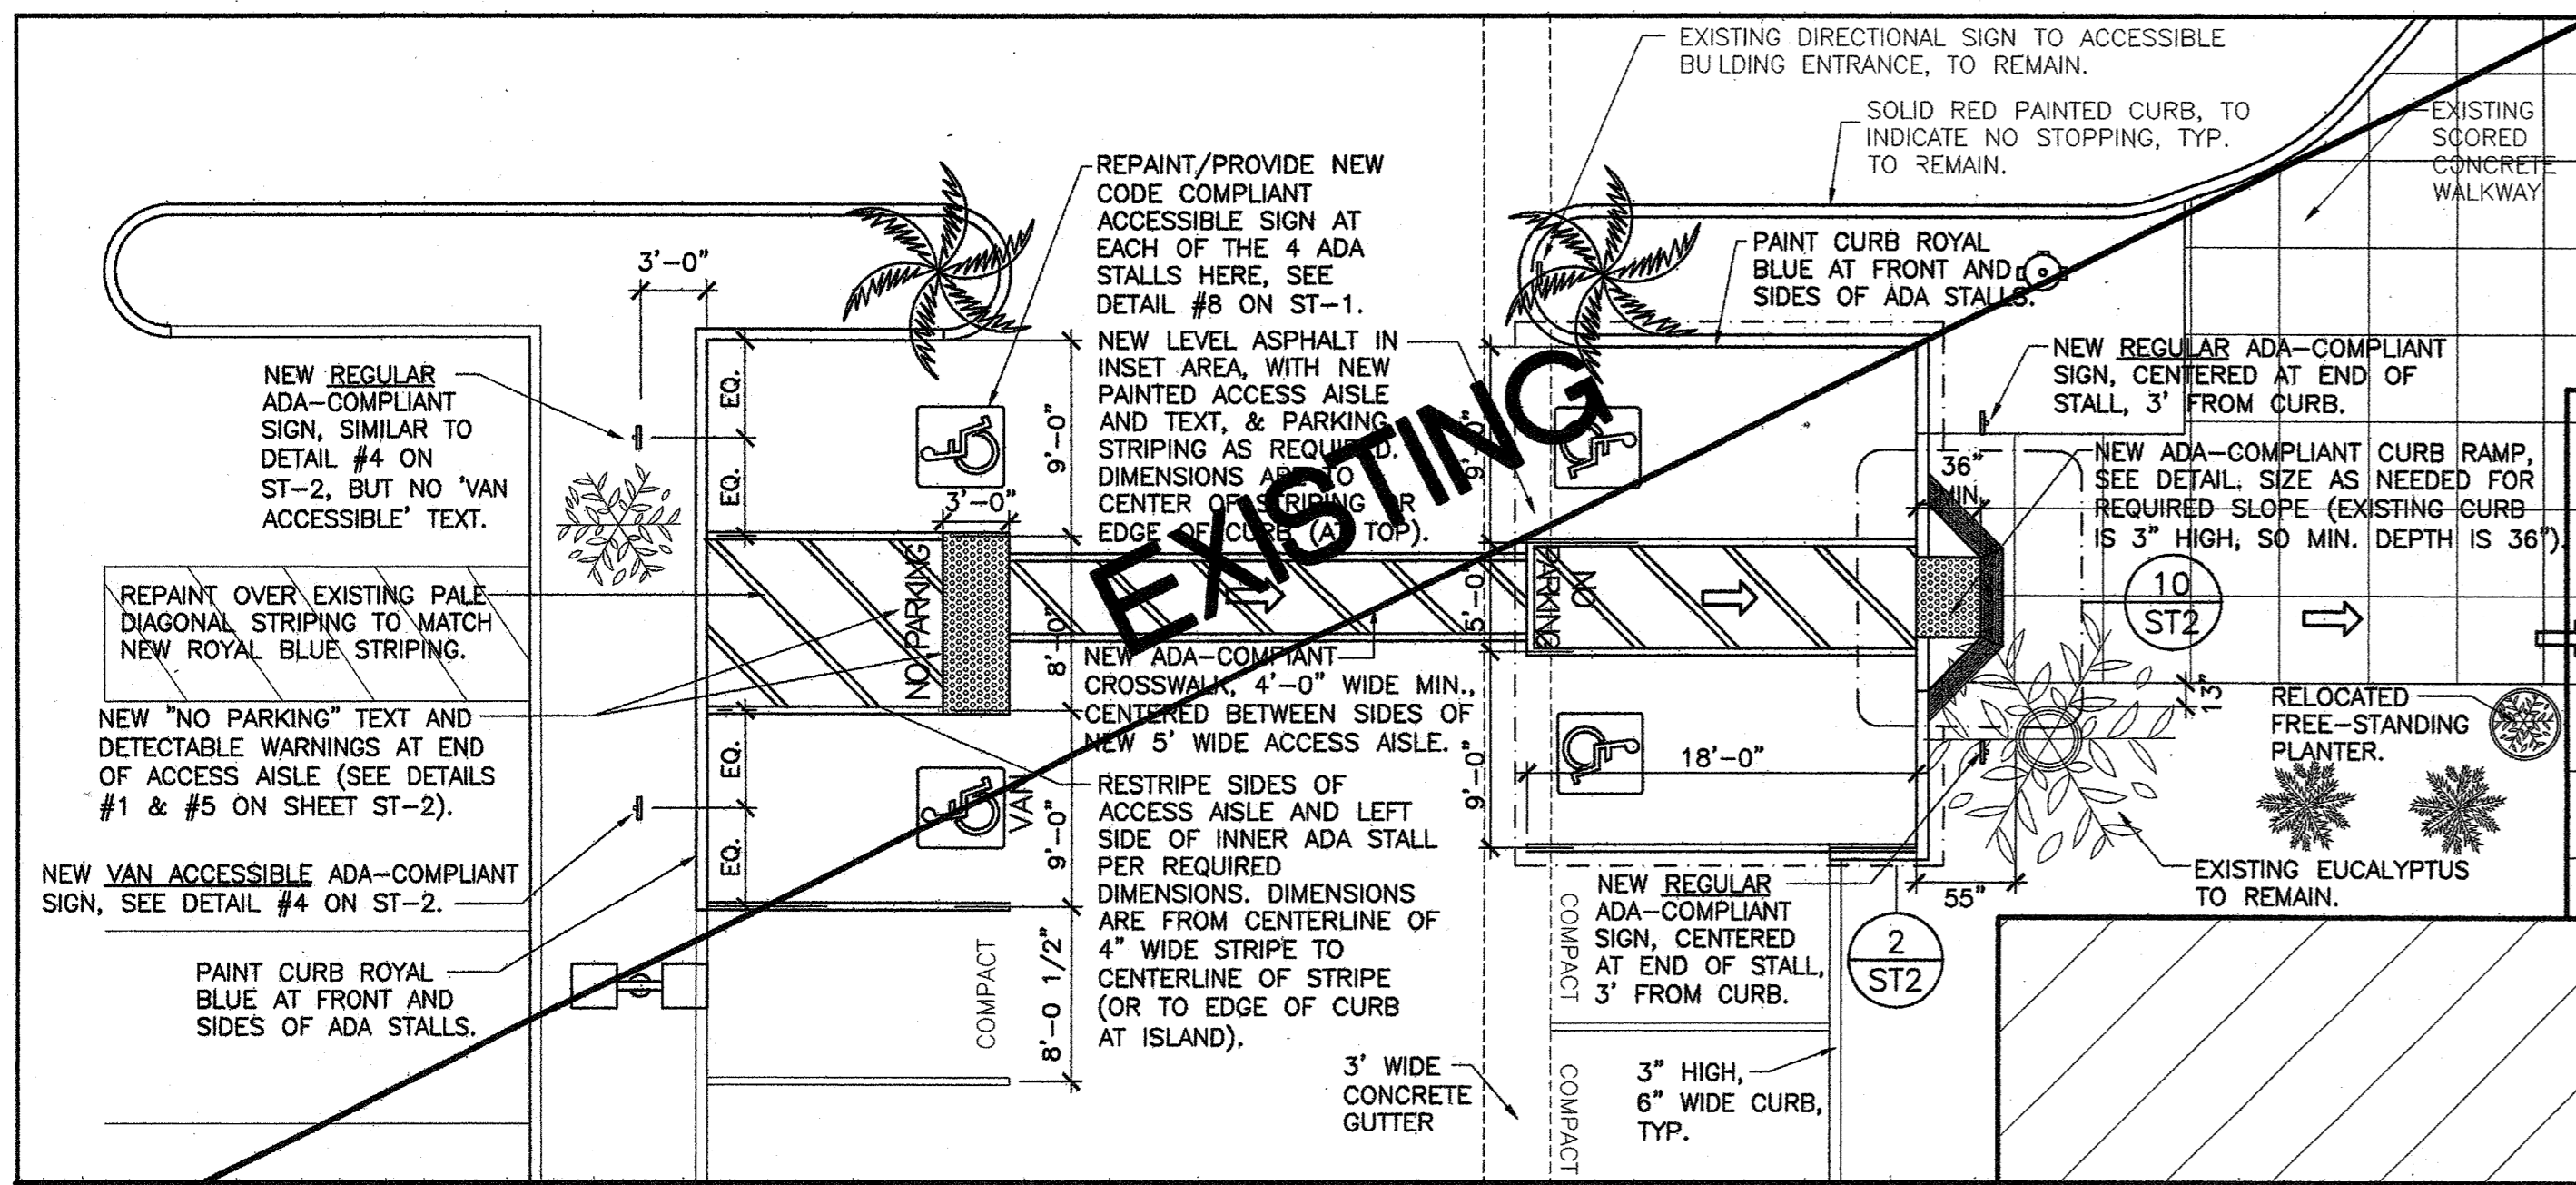 EXISTING DIRECTIONAL SIGN TO ACCESSIBLE
BUILDING ENTRANCE, TO REMAIN.
SOLID RED PAINTED CURB, TO
INDICATE NO STOPPING, TYP.
TO REMAIN.
EXISTING
SCORED
CONCRETE
WALKWAY
REPAINT/PROVIDE NEW
CODE COMPLIANT
ACCESSIBLE SIGN AT
EACH OF THE 4 ADA
STALLS HERE, SEE
DETAIL #8 ON ST-1.
PAINT CURB ROYAL
BLUE AT FRONT AND
SIDES OF ADA STALLS.
3'-0"
NEW REGULAR
ADA-COMPLIANT
SIGN, SIMILAR TO
DETAIL #4 ON
ST-2, BUT NO 'VAN
ACCESSIBLE' TEXT.
EQ.
EQ.
9'-0"
3'-0"
NEW LEVEL ASPHALT IN
INSET AREA, WITH NEW
PAINTED ACCESS AISLE
AND TEXT, & PARKING
STRIPING AS REQUIRED.
DIMENSIONS ARE TO
CENTER OF STRIPING OR
EDGE OF CURB (AT TOP).
9'-0"
EXISTING
NEW REGULAR ADA-COMPLIANT
SIGN, CENTERED AT END OF
STALL, 3' FROM CURB.
36"
MIN.
NEW ADA-COMPLIANT CURB RAMP,
SEE DETAIL. SIZE AS NEEDED FOR
REQUIRED SLOPE (EXISTING CURB
IS 3" HIGH, SO MIN. DEPTH IS 36").
REPAINT OVER EXISTING PALE
DIAGONAL STRIPING TO MATCH
NEW ROYAL BLUE STRIPING.
NO PARKING
8'-0"
5'-0"
NO
PARKING
10
ST2
NEW "NO PARKING" TEXT AND
DETECTABLE WARNINGS AT END
OF ACCESS AISLE (SEE DETAILS
#1 & #5 ON SHEET ST-2).
NEW ADA-COMPIANT
CROSSWALK, 4'-0" WIDE MIN.,
CENTERED BETWEEN SIDES OF
NEW 5' WIDE ACCESS AISLE.
13"
RELOCATED
FREE-STANDING
PLANTER.
EQ.
EQ.
VAN
9'-0"
9'-0"
18'-0"
NEW VAN ACCESSIBLE ADA-COMPLIANT
SIGN, SEE DETAIL #4 ON ST-2.
RESTRIPE SIDES OF
ACCESS AISLE AND LEFT
SIDE OF INNER ADA STALL
PER REQUIRED
DIMENSIONS. DIMENSIONS
ARE FROM CENTERLINE OF
4" WIDE STRIPE TO
CENTERLINE OF STRIPE
(OR TO EDGE OF CURB
AT ISLAND).
EXISTING EUCALYPTUS
TO REMAIN.
55"
NEW REGULAR
ADA-COMPLIANT
SIGN, CENTERED
AT END OF STALL,
3' FROM CURB.
2
ST2
PAINT CURB ROYAL
BLUE AT FRONT AND
SIDES OF ADA STALLS.
COMPACT
8'-0 1/2"
COMPACT
COMPACT
3' WIDE
CONCRETE
GUTTER
3" HIGH,
6" WIDE CURB,
TYP.